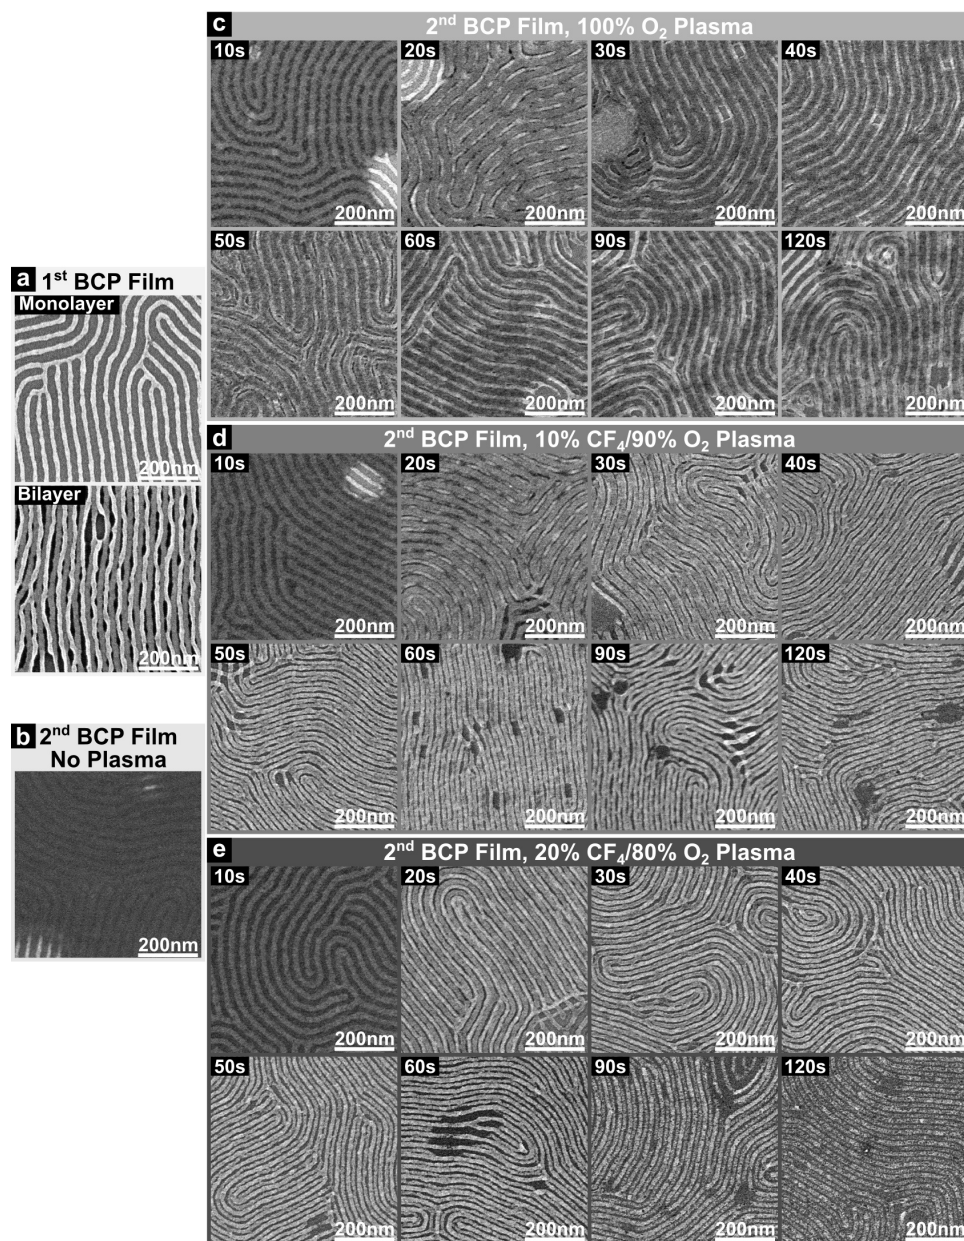 a 1st BCP Film
Monolayer
200nm
Bilayer
200nm
b 2nd BCP Film
No Plasma
200nm
c 2nd BCP Film, 100% O2 Plasma
10s 20s 30s 40s
200nm 200nm 200nm 200nm
50s 60s 90s 120s
200nm 200nm 200nm 200nm
d 2nd BCP Film, 10% CF4/90% O2 Plasma
10s 20s 30s 40s
200nm 200nm 200nm 200nm
50s 60s 90s 120s
200nm 200nm 200nm 200nm
e 2nd BCP Film, 20% CF4/80% O2 Plasma
10s 20s 30s 40s
200nm 200nm 200nm 200nm
50s 60s 90s 120s
200nm 200nm 200nm 200nm